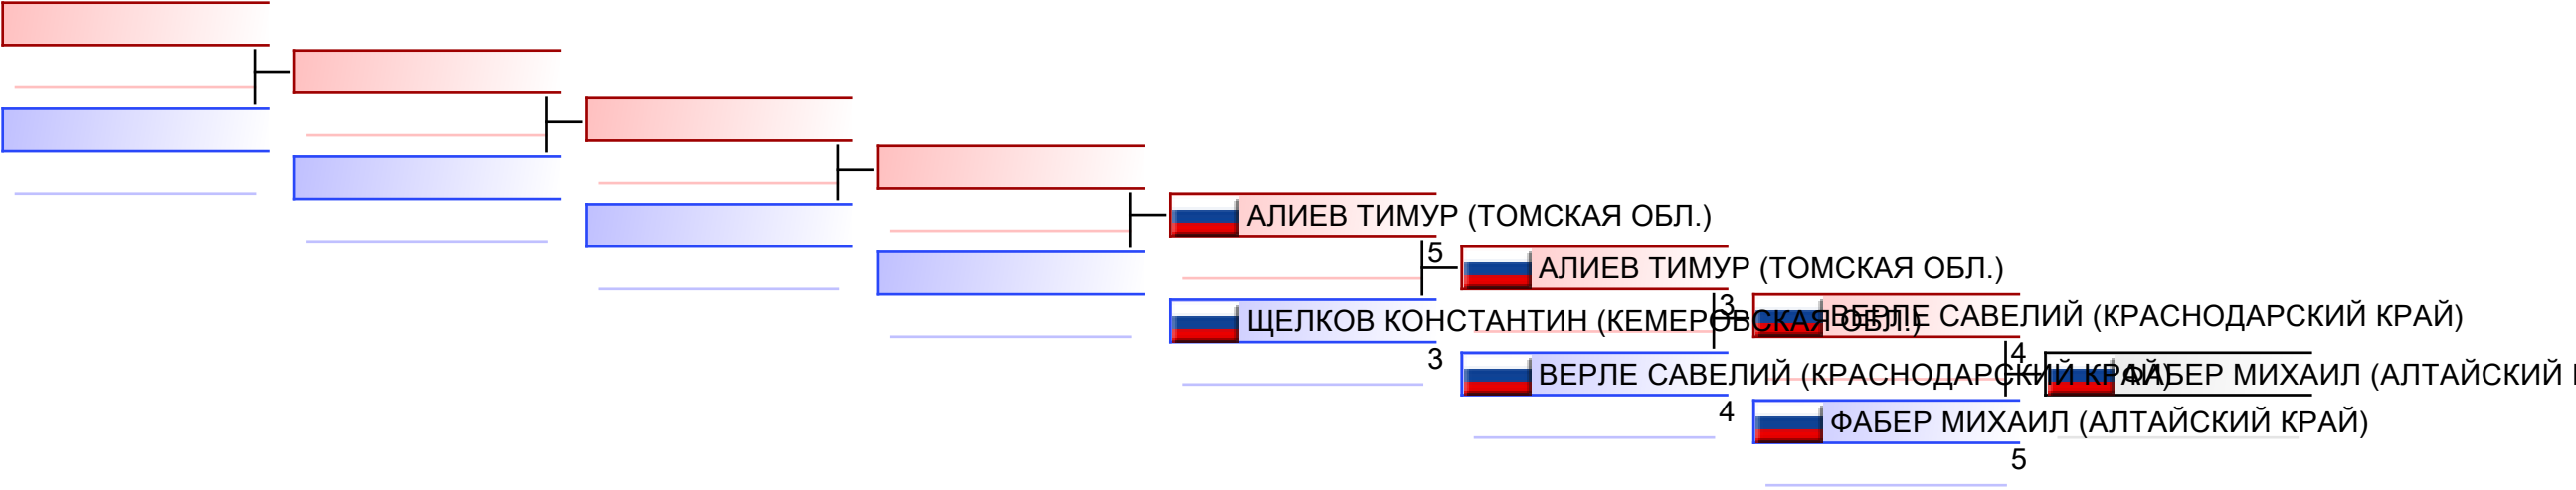 АЛИЕВ ТИМУР (ТОМСКАЯ ОБЛ.)
5
АЛИЕВ ТИМУР (ТОМСКАЯ ОБЛ.)
ЩЕЛКОВ КОНСТАНТИН (КЕМЕРОВСКАЯ ОБЛ.)
3
3
ВЕРЛЕ САВЕЛИЙ (КРАСНОДАРСКИЙ КРАЙ)
ВЕРЛЕ САВЕЛИЙ (КРАСНОДАРСКИЙ КРАЙ)
4
4
ФАБЕР МИХАИЛ (АЛТАЙСКИЙ
ФАБЕР МИХАИЛ (АЛТАЙСКИЙ КРАЙ)
5